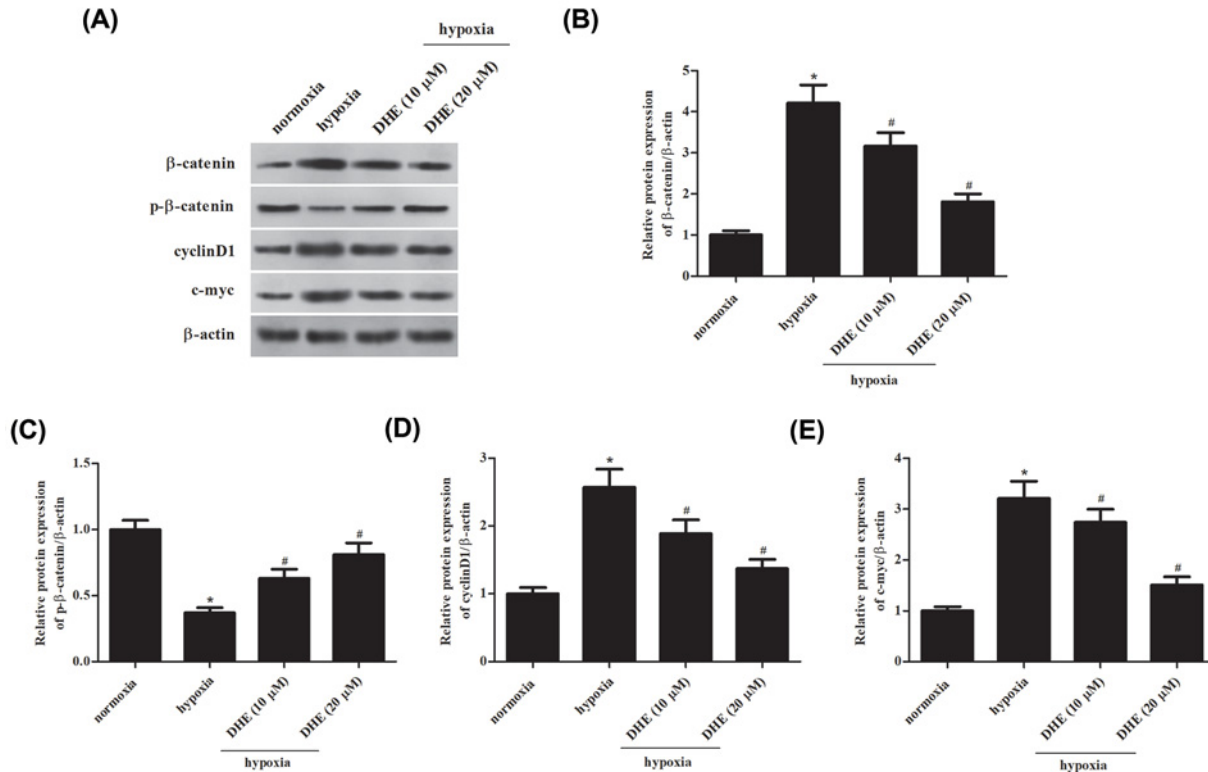 (A)
hypoxia
normoxia
hypoxia
DHE (10 μM)
DHE (20 μM)
β-catenin
p-β-catenin
cyclinD1
c-myc
β-actin
(B)
Relative protein expression
of β-catenin/β-actin
5
4
3
2
1
0
*
#
#
normoxia
hypoxia
DHE (10 μM)
DHE (20 μM)
hypoxia
(C)
Relative protein expression
of p-β-catenin/β-actin
1.5
1.0
0.5
0.0
*
#
#
normoxia
hypoxia
DHE (10 μM)
DHE (20 μM)
hypoxia
(D)
Relative protein expression
of cyclinD1/β-actin
3
2
1
0
*
#
#
normoxia
hypoxia
DHE (10 μM)
DHE (20 μM)
hypoxia
(E)
Relative protein expression
of c-myc/β-actin
4
3
2
1
0
*
#
#
normoxia
hypoxia
DHE (10 μM)
DHE (20 μM)
hypoxia